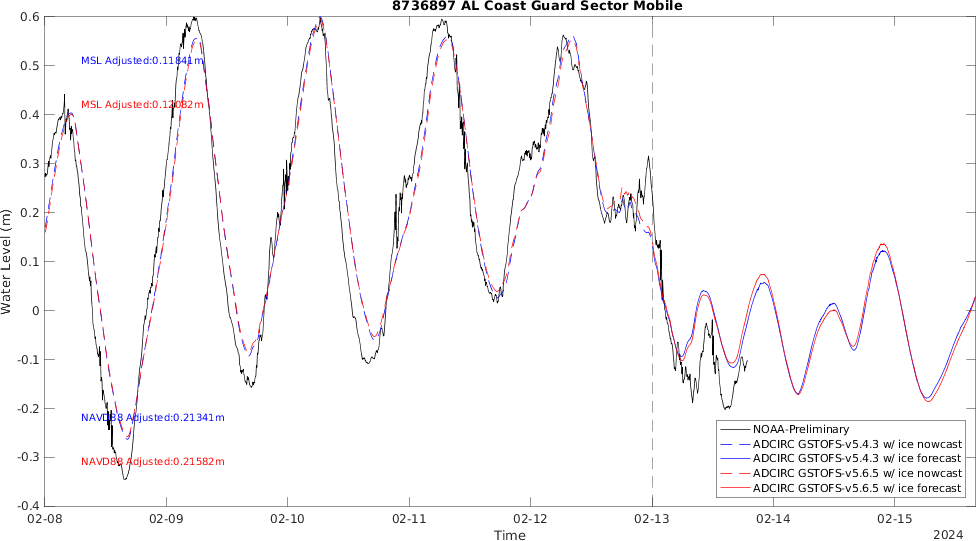 8736897 AL Coast Guard Sector Mobile
0.6
0.5
0.4
0.3
0.2
0.1
0
-0.1
-0.2
-0.3
-0.4
Water Level (m)
MSL Adjusted:0.11841m
MSL Adjusted:0.12082m
NAVD88 Adjusted:0.21341m
NAVD88 Adjusted:0.21582m
NOAA-Preliminary
ADCIRC GSTOFS-v5.4.3 w/ ice nowcast
ADCIRC GSTOFS-v5.4.3 w/ ice forecast
ADCIRC GSTOFS-v5.6.5 w/ ice nowcast
ADCIRC GSTOFS-v5.6.5 w/ ice forecast
02-08 02-09 02-10 02-11 02-12 02-13 02-14 02-15
Time
2024